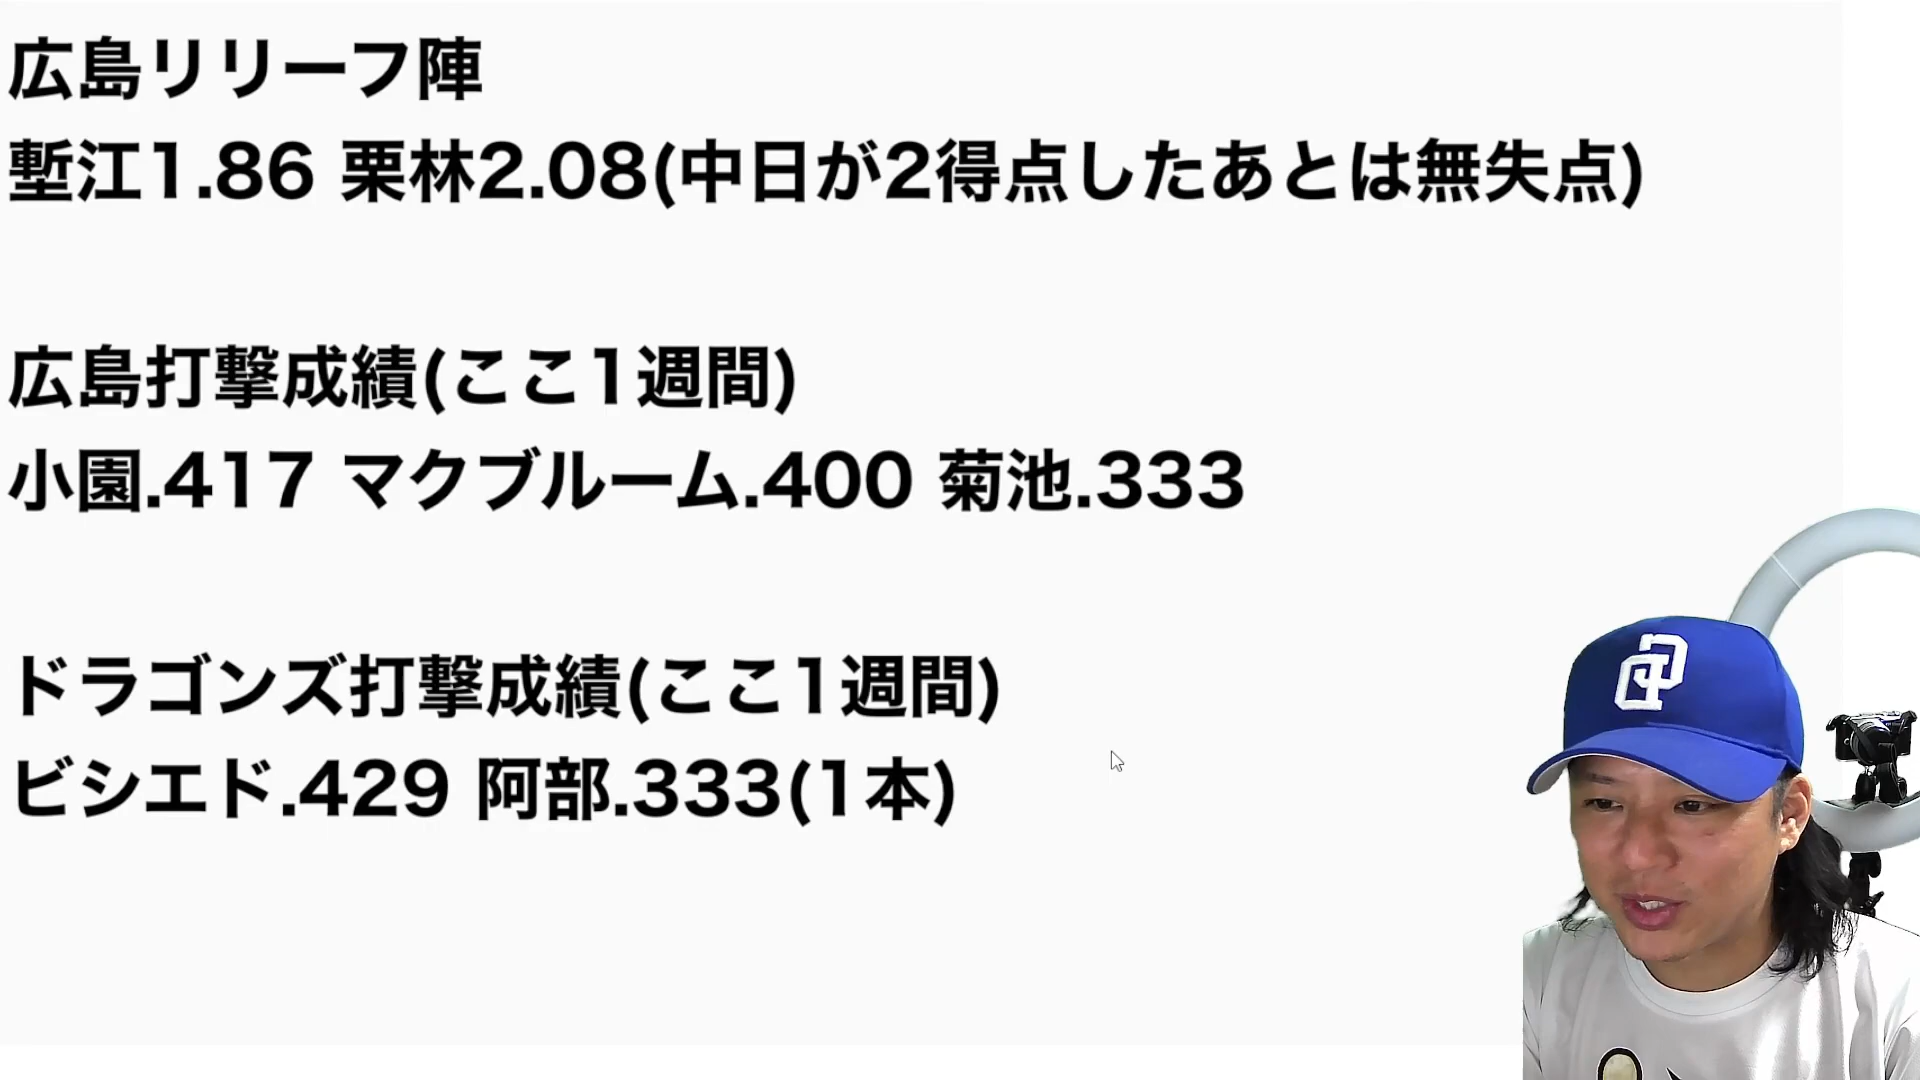 広島リリーフ陣
塹江1.86 栗林2.08(中日が2得点したあとは無失点)
広島打撃成績(ここ1週間)
小園.417 マクブルーム.400 菊池.333
ドラゴンズ打撃成績(ここ1週間)
ビシエド.429 阿部.333(1本)